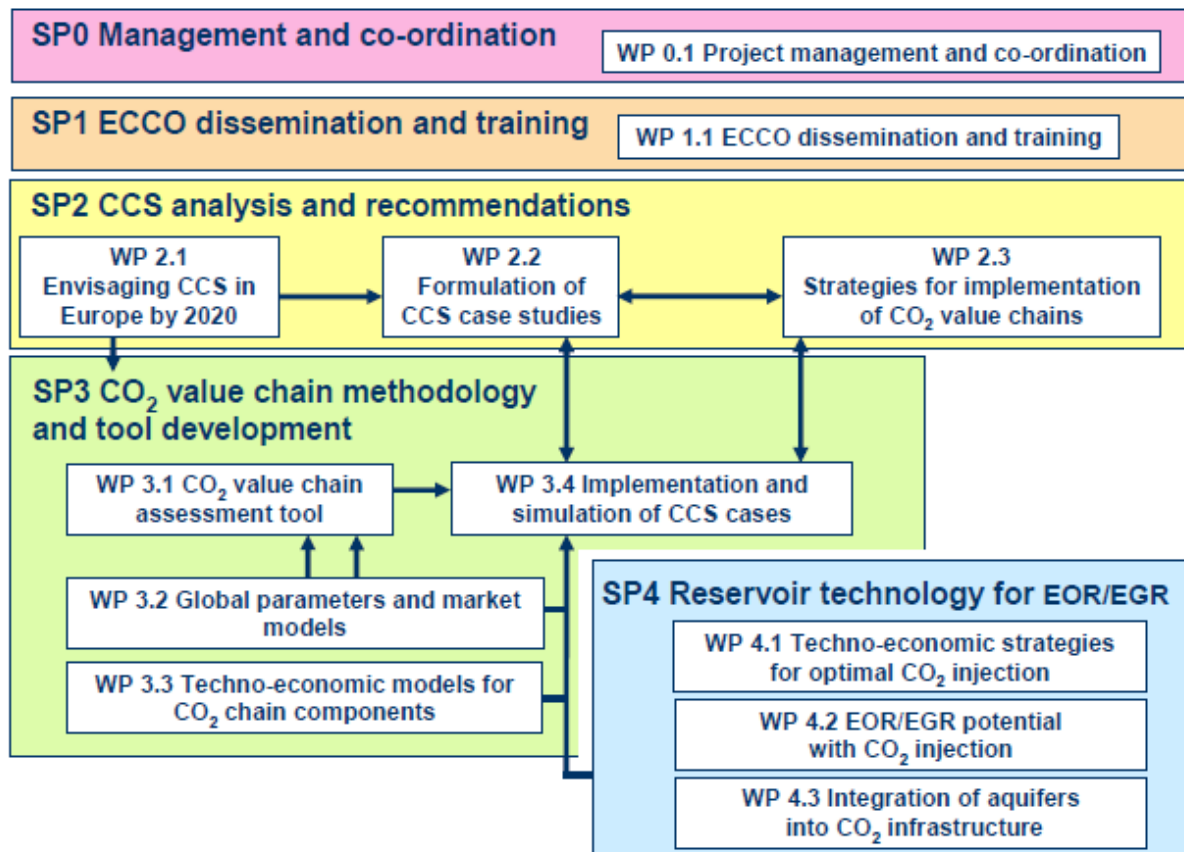 SP0 Management and co-ordination
WP 0.1 Project management and co-ordination
SP1 ECCO dissemination and training
WP 1.1 ECCO dissemination and training
SP2 CCS analysis and recommendations
WP 2.1
Envisaging CCS in
Europe by 2020
WP 2.2
Formulation of
CCS case studies
WP 2.3
Strategies for implementation
of CO₂ value chains
SP3 CO₂ value chain methodology
and tool development
WP 3.1 CO₂ value chain
assessment tool
WP 3.4 Implementation and
simulation of CCS cases
WP 3.2 Global parameters and market
models
WP 3.3 Techno-economic models for
CO₂ chain components
SP4 Reservoir technology for EOR/EGR
WP 4.1 Techno-economic strategies
for optimal CO₂ injection
WP 4.2 EOR/EGR potential
with CO₂ injection
WP 4.3 Integration of aquifers
into CO₂ infrastructure